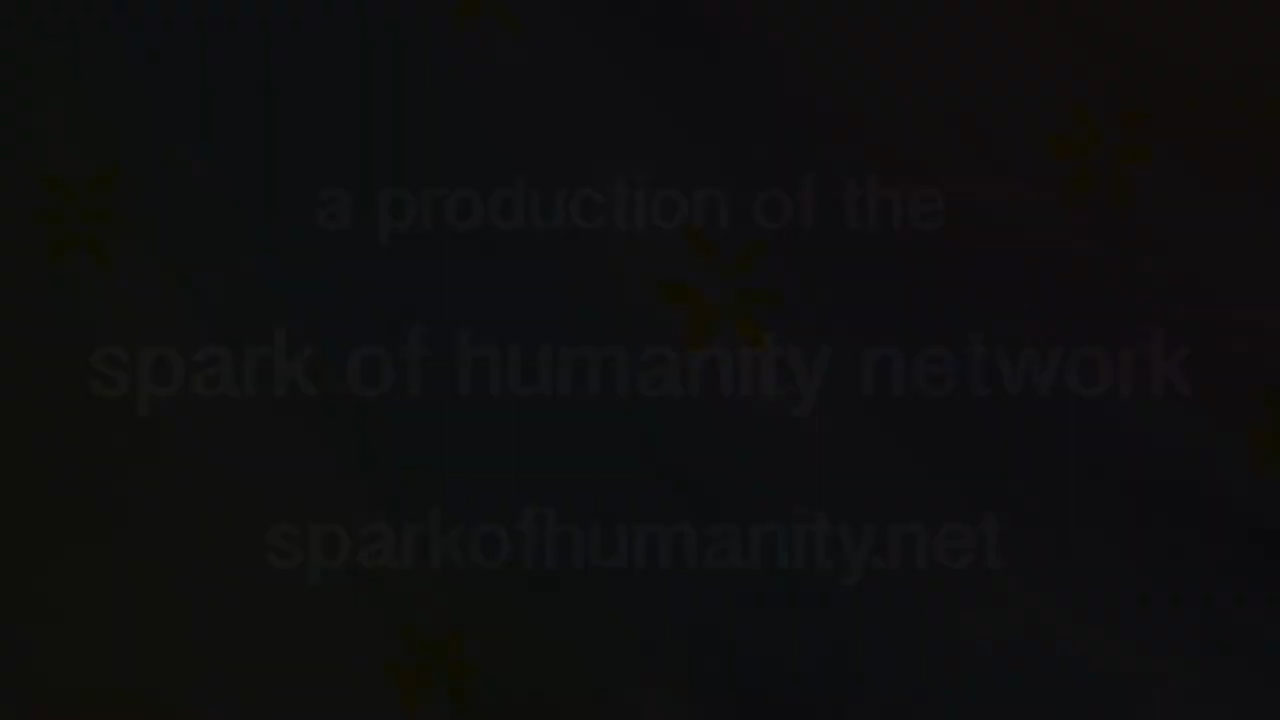 a production of the
spark of humanity network
sparkofhumanity.net